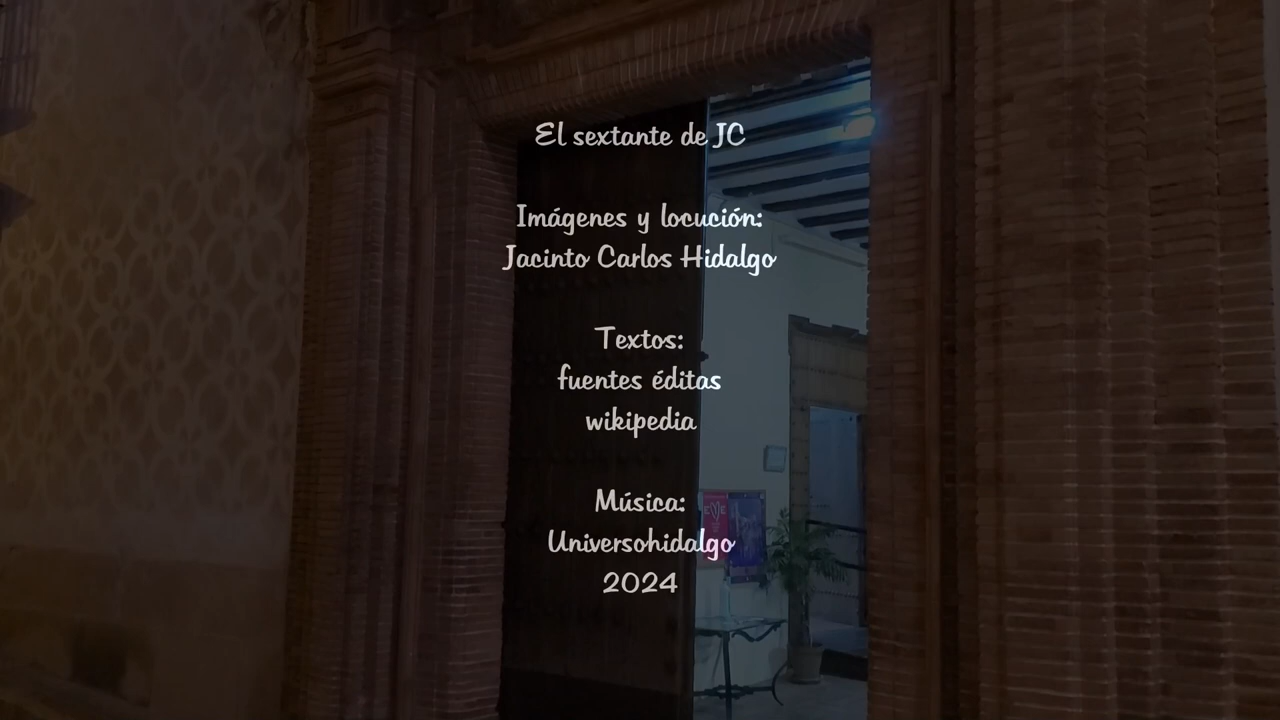 El sextante de JC
Imágenes y locución:
Jacinto Carlos Hidalgo
Textos:
fuentes éditas
wikipedia
Música:
Universohidalgo
2024